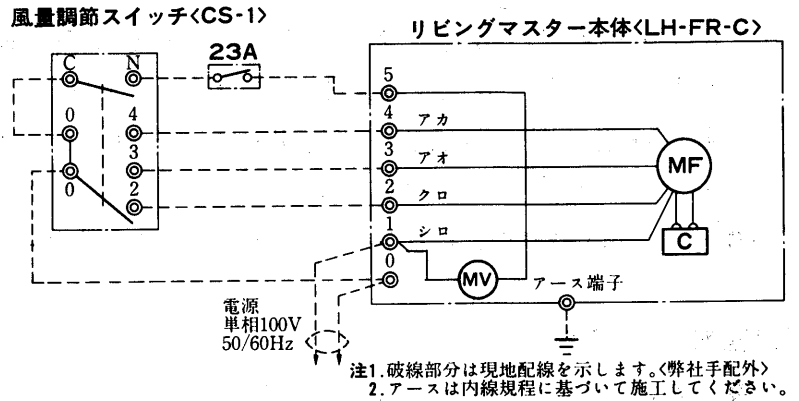 風量調節スイッチ<CS-1>
リビングマスター本体<LH-FR-C>
23A
C N
0 4
3
0 2
5
4 アカ
3 アオ
2 クロ
1 シロ
0
MF
C
MV
アース端子
電源
単相100V
50/60Hz
注1.破線部分は現地配線を示します。<弊社手配外>
2.アースは内線規程に基づいて施工してください。